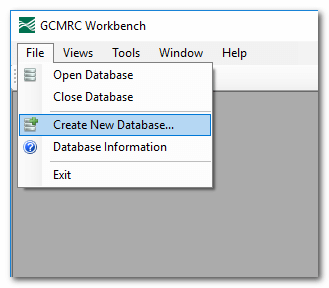 GCMRC Workbench
File Views Tools Window Help
Open Database
Close Database
Create New Database...
Database Information
Exit